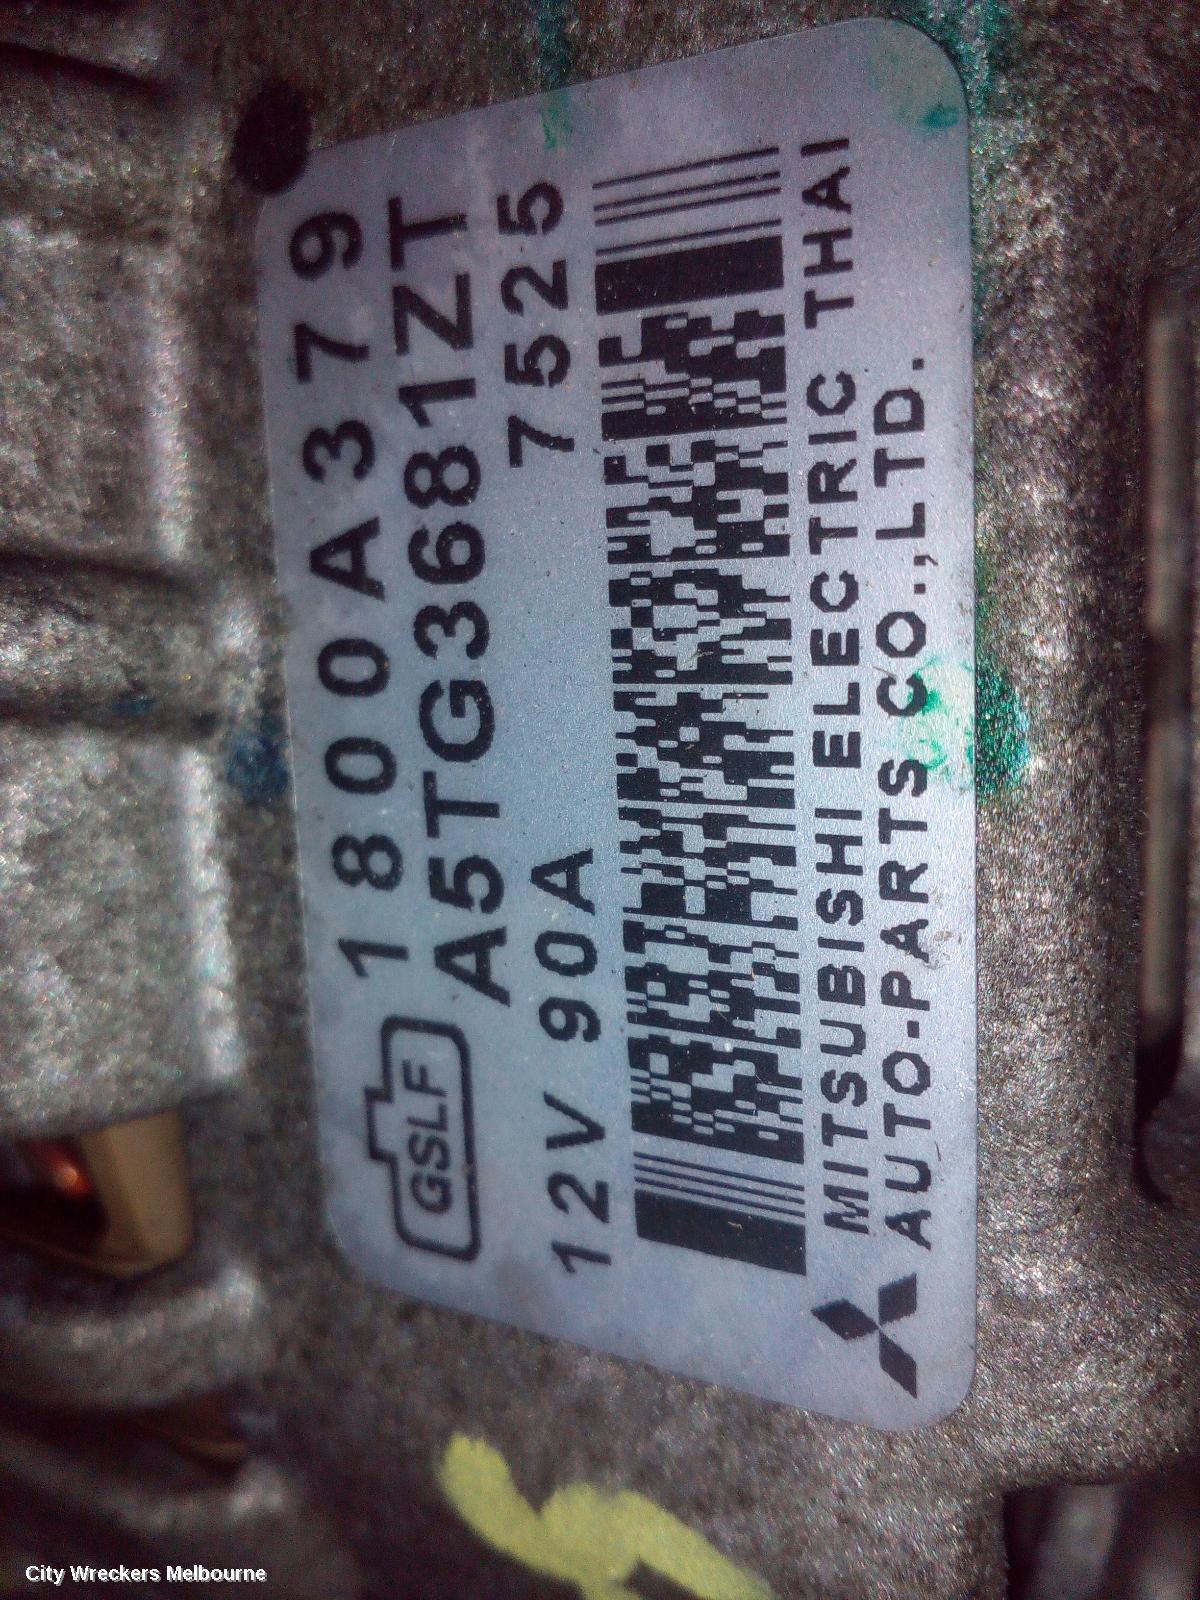 1800A379
GSLF
A5TG3681ZT
12V 90A 7525
MITSUBISHI ELECTRIC THAI
AUTO-PARTS CO.,LTD.
City Wreckers Melbourne